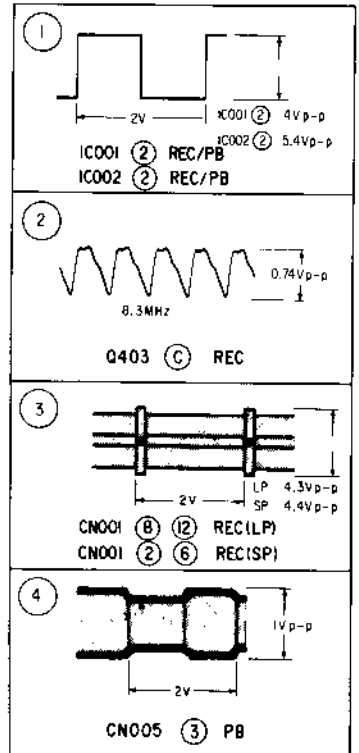 1
2V
IC001 2 4Vp-p
IC002 2 5.4Vp-p
IC001 2 REC/PB
IC002 2 REC/PB
2
0.74Vp-p
8.3MHz
Q403 C REC
3
2V
LP 4.3Vp-p
SP 4.4Vp-p
CN001 8 12 REC(LP)
CN001 2 6 REC(SP)
4
1Vp-p
2V
CN005 3 PB